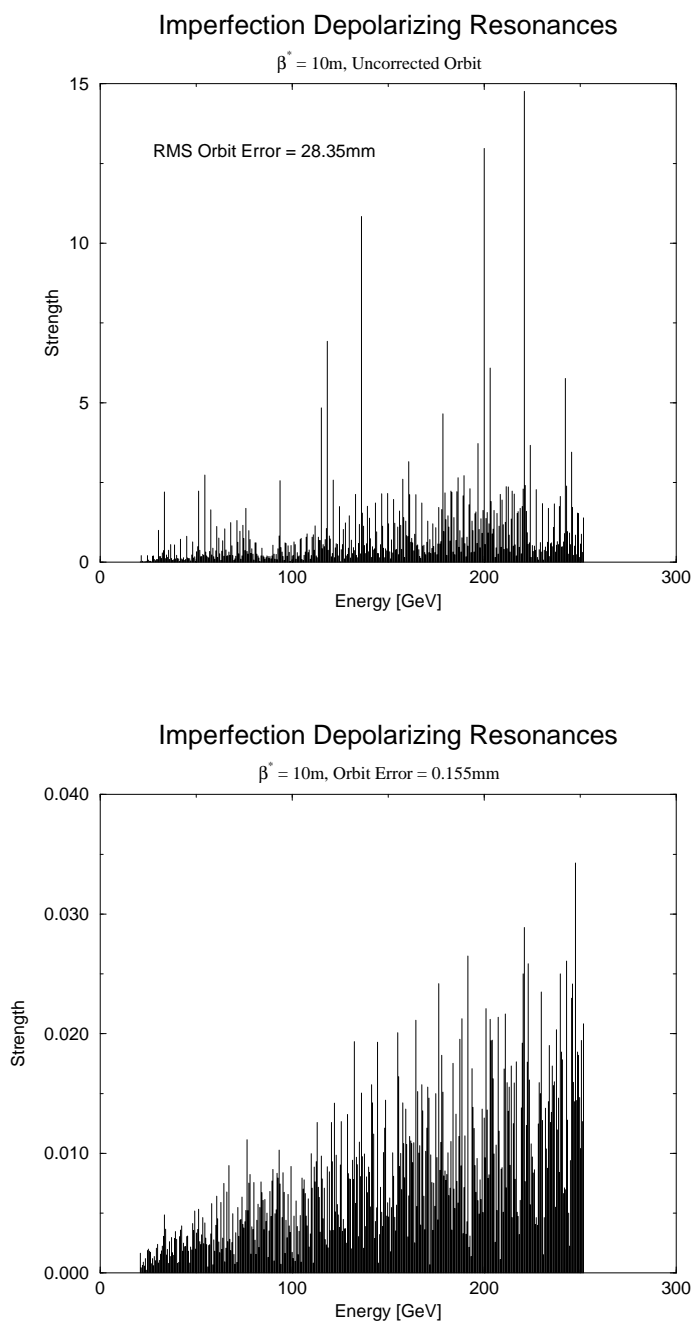 Imperfection Depolarizing Resonances
β* = 10m, Uncorrected Orbit
15
RMS Orbit Error = 28.35mm
10
Strength
5
0
0 100 200 300
Energy [GeV]
Imperfection Depolarizing Resonances
β* = 10m, Orbit Error = 0.155mm
0.040
0.030
Strength
0.020
0.010
0.000
0 100 200 300
Energy [GeV]